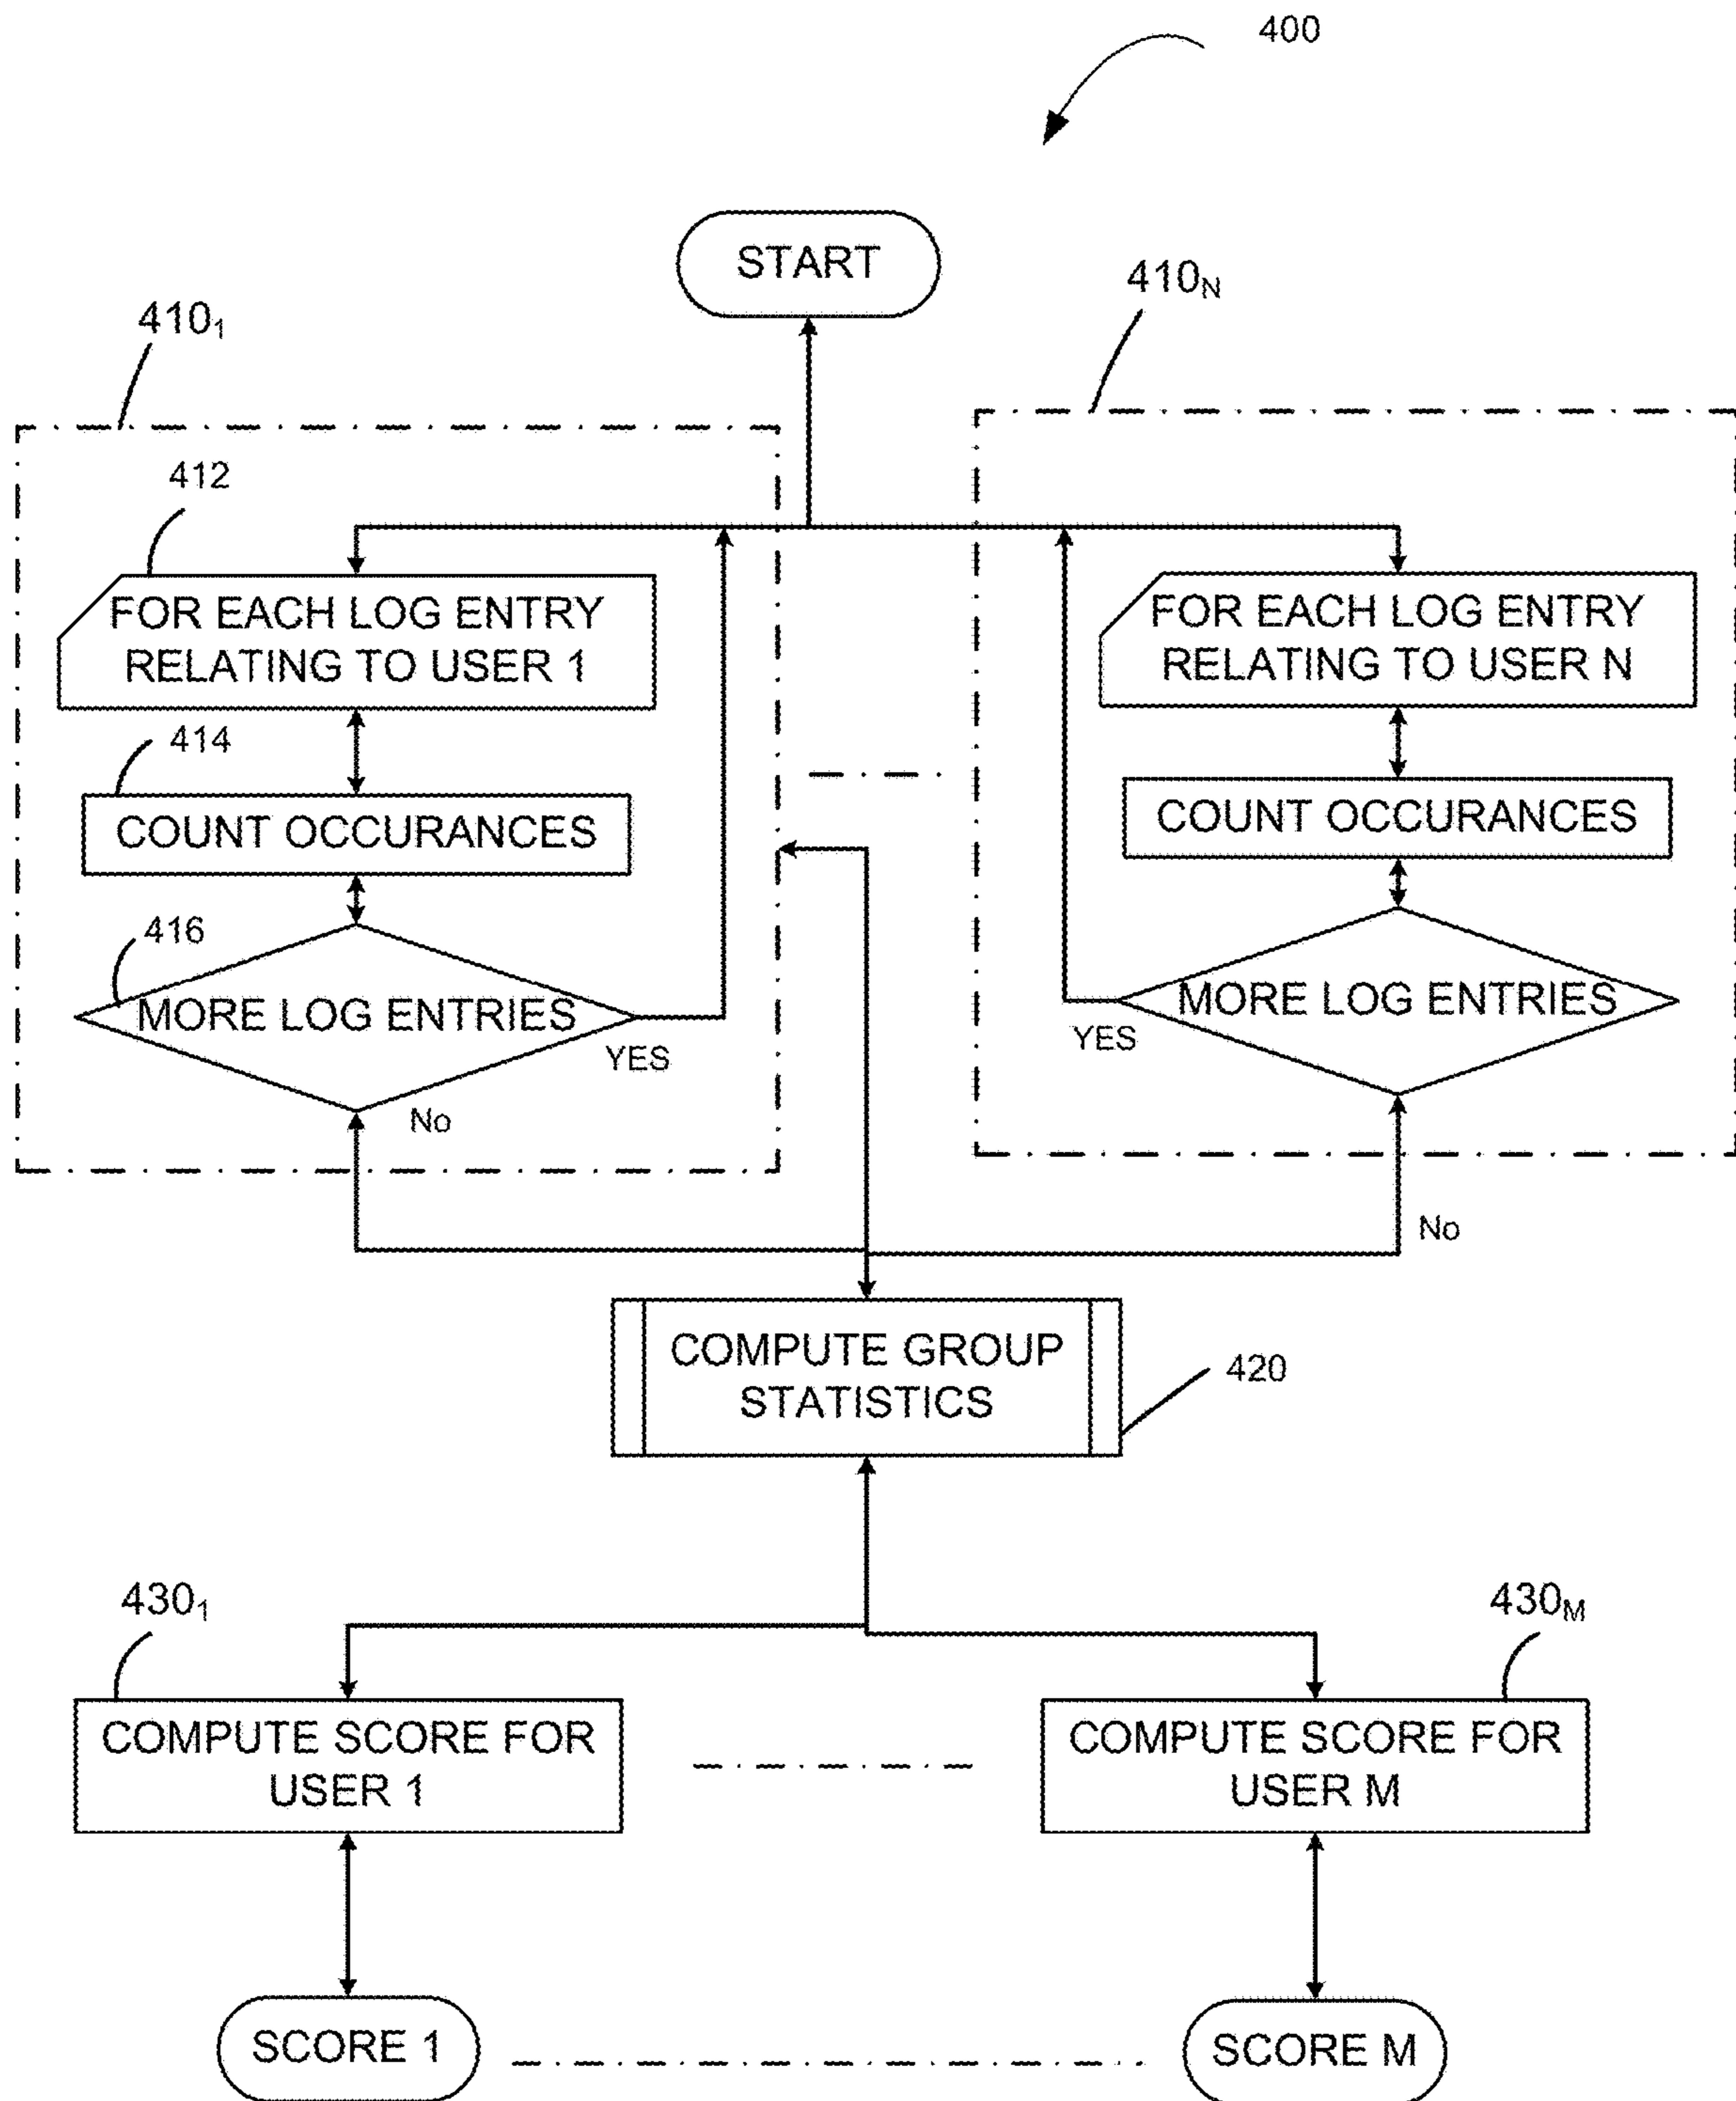 400
START
410₁
410N
412
FOR EACH LOG ENTRY
RELATING TO USER 1
FOR EACH LOG ENTRY
RELATING TO USER N
414
COUNT OCCURANCES
COUNT OCCURANCES
416
MORE LOG ENTRIES
YES
No
MORE LOG ENTRIES
YES
No
COMPUTE GROUP
STATISTICS
420
430₁
430M
COMPUTE SCORE FOR
USER 1
COMPUTE SCORE FOR
USER M
SCORE 1
SCORE M